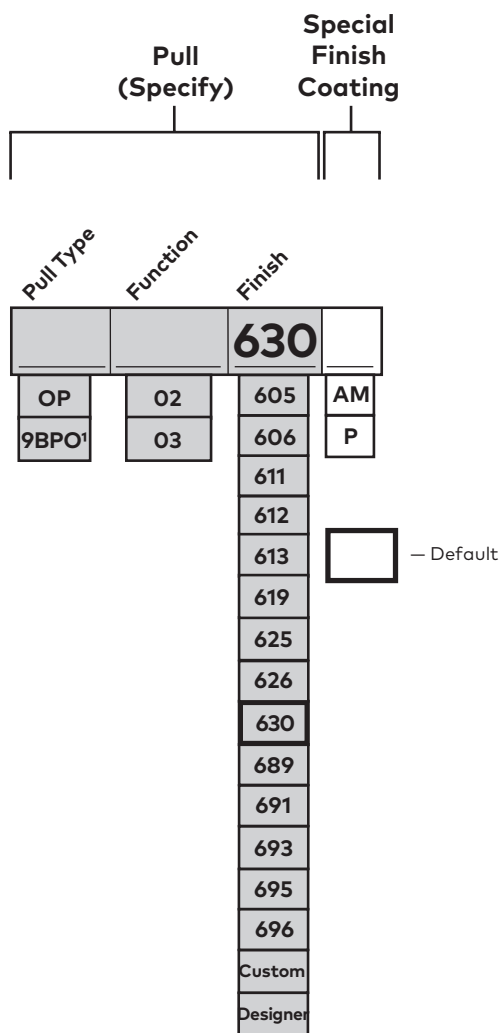 Pull
(Specify)
Special
Finish
Coating
Pull Type
Function
Finish
630
OP
02
605
AM
9BPO¹
03
606
P
611
612
613
— Default
619
625
626
630
689
691
693
695
696
Custom
Designer